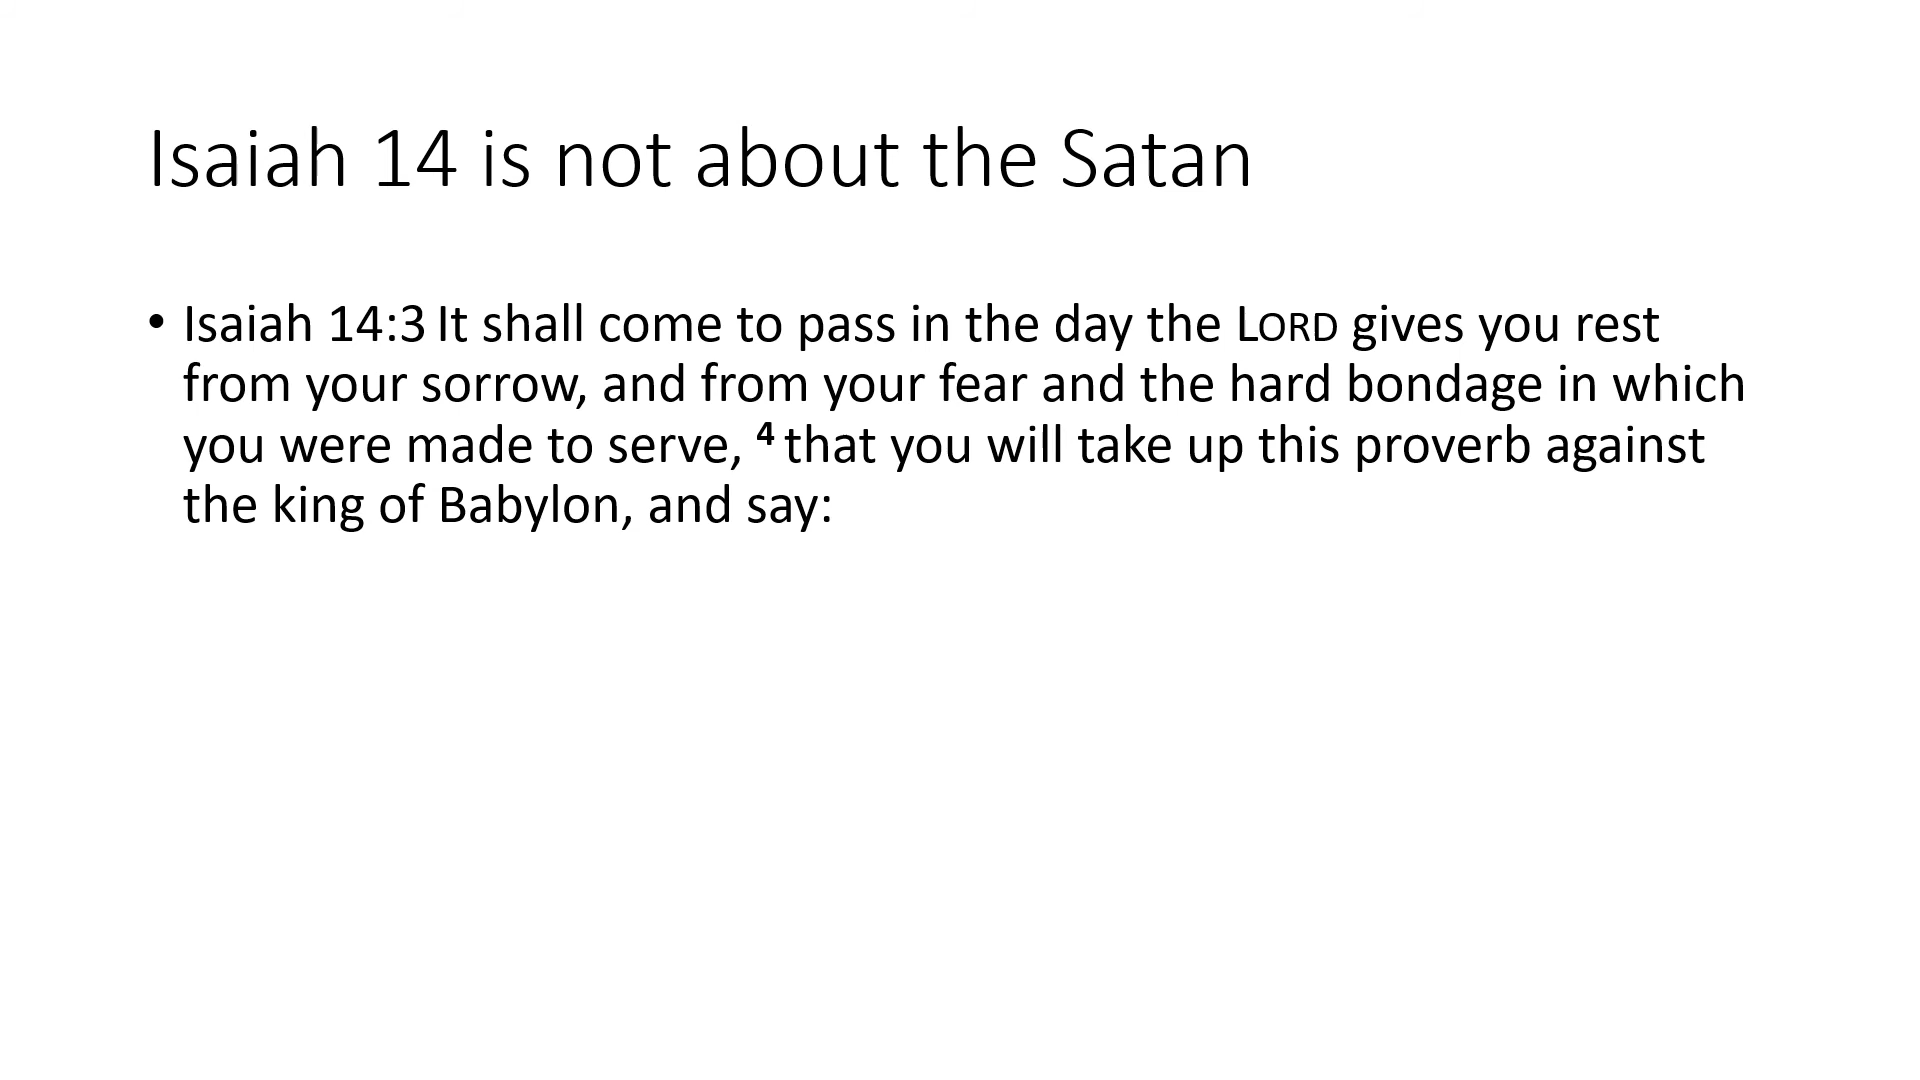 Isaiah 14 is not about the Satan
• Isaiah 14:3 It shall come to pass in the day the LORD gives you rest
from your sorrow, and from your fear and the hard bondage in which
you were made to serve, 4 that you will take up this proverb against
the king of Babylon, and say: